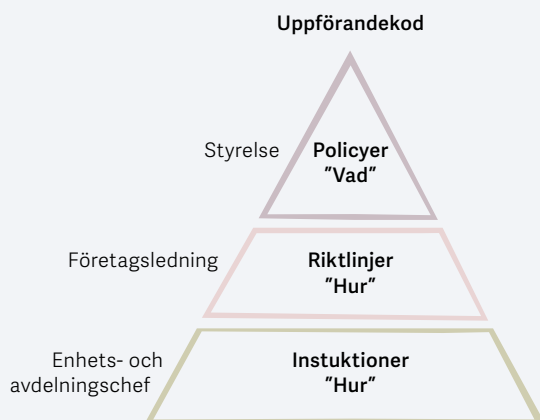 Uppförandekod
Styrelse
Policyer
”Vad”
Företagsledning
Riktlinjer
”Hur”
Enhets- och
avdelningschef
Instuktioner
”Hur”